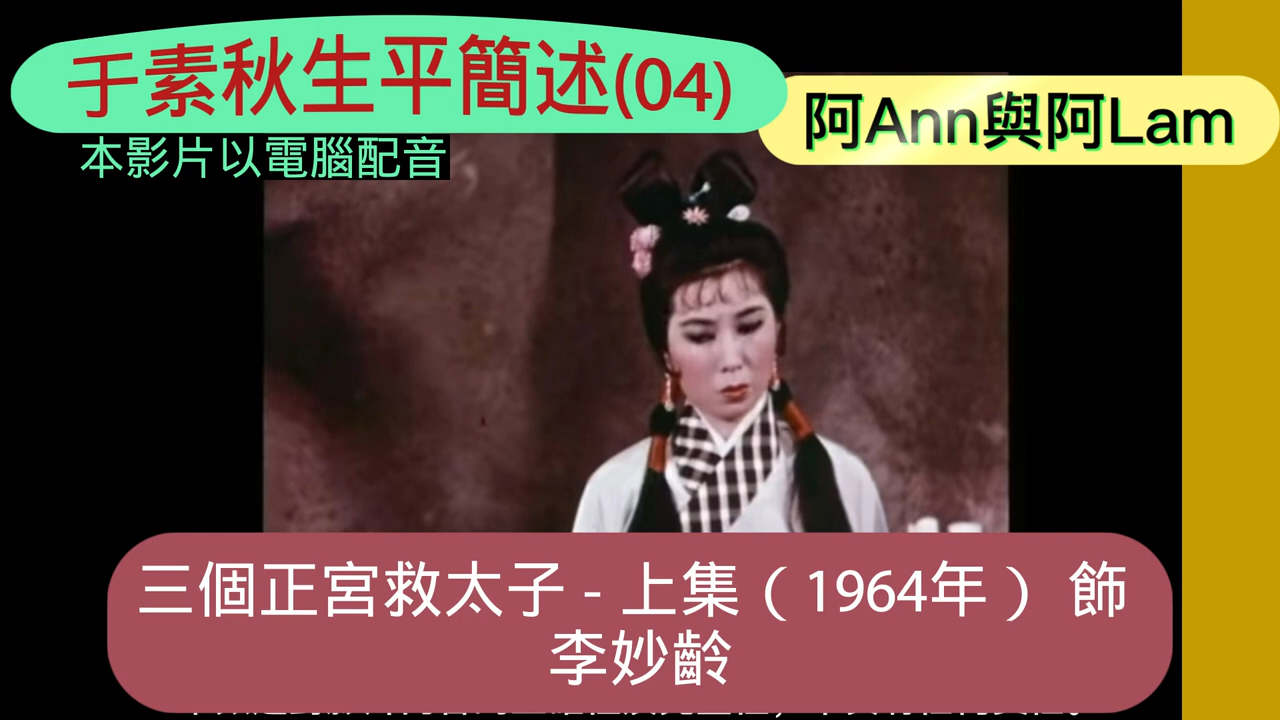 于素秋生平簡述(04)
阿Ann與阿Lam
本影片以電腦配音
三個正宮救太子 - 上集（1964年） 飾
李妙齡